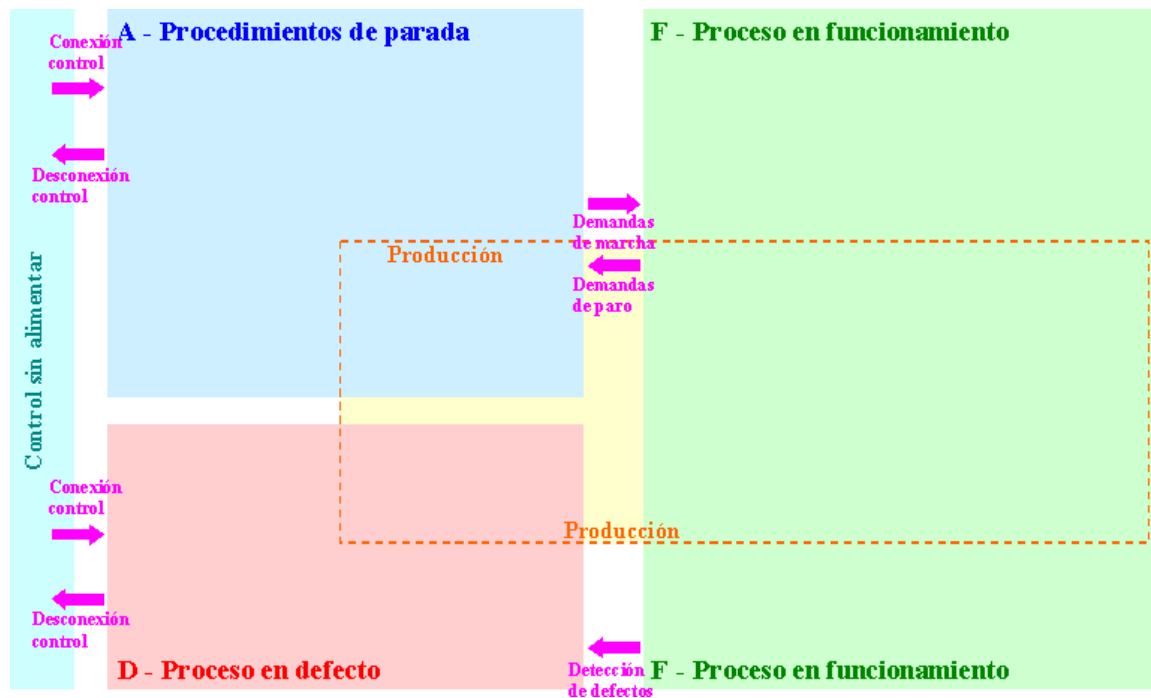 A - Procedimientos de parada
F - Proceso en funcionamiento
Conexión
control
Desconexión
control
Demandas
de marcha
Producción
Demandas
de paro
Control sin alimentar
Conexión
control
Producción
Desconexión
control
D - Proceso en defecto
Detección
de defectos
F - Proceso en funcionamiento